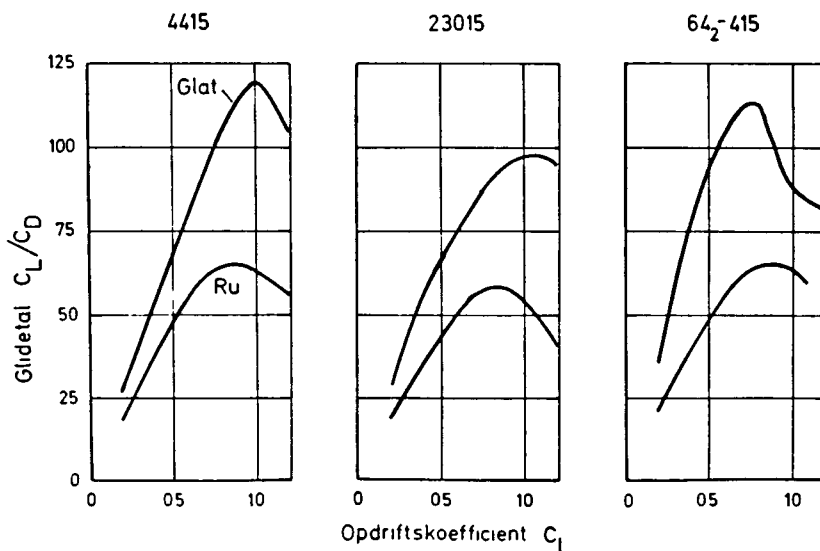 4415 23015 64₂-415
125
100
75
50
25
0
Glidetal C_L/C_D
Glat
Ru
0 05 10 0 05 10 0 05 10
Opdriftskoefficient C_L